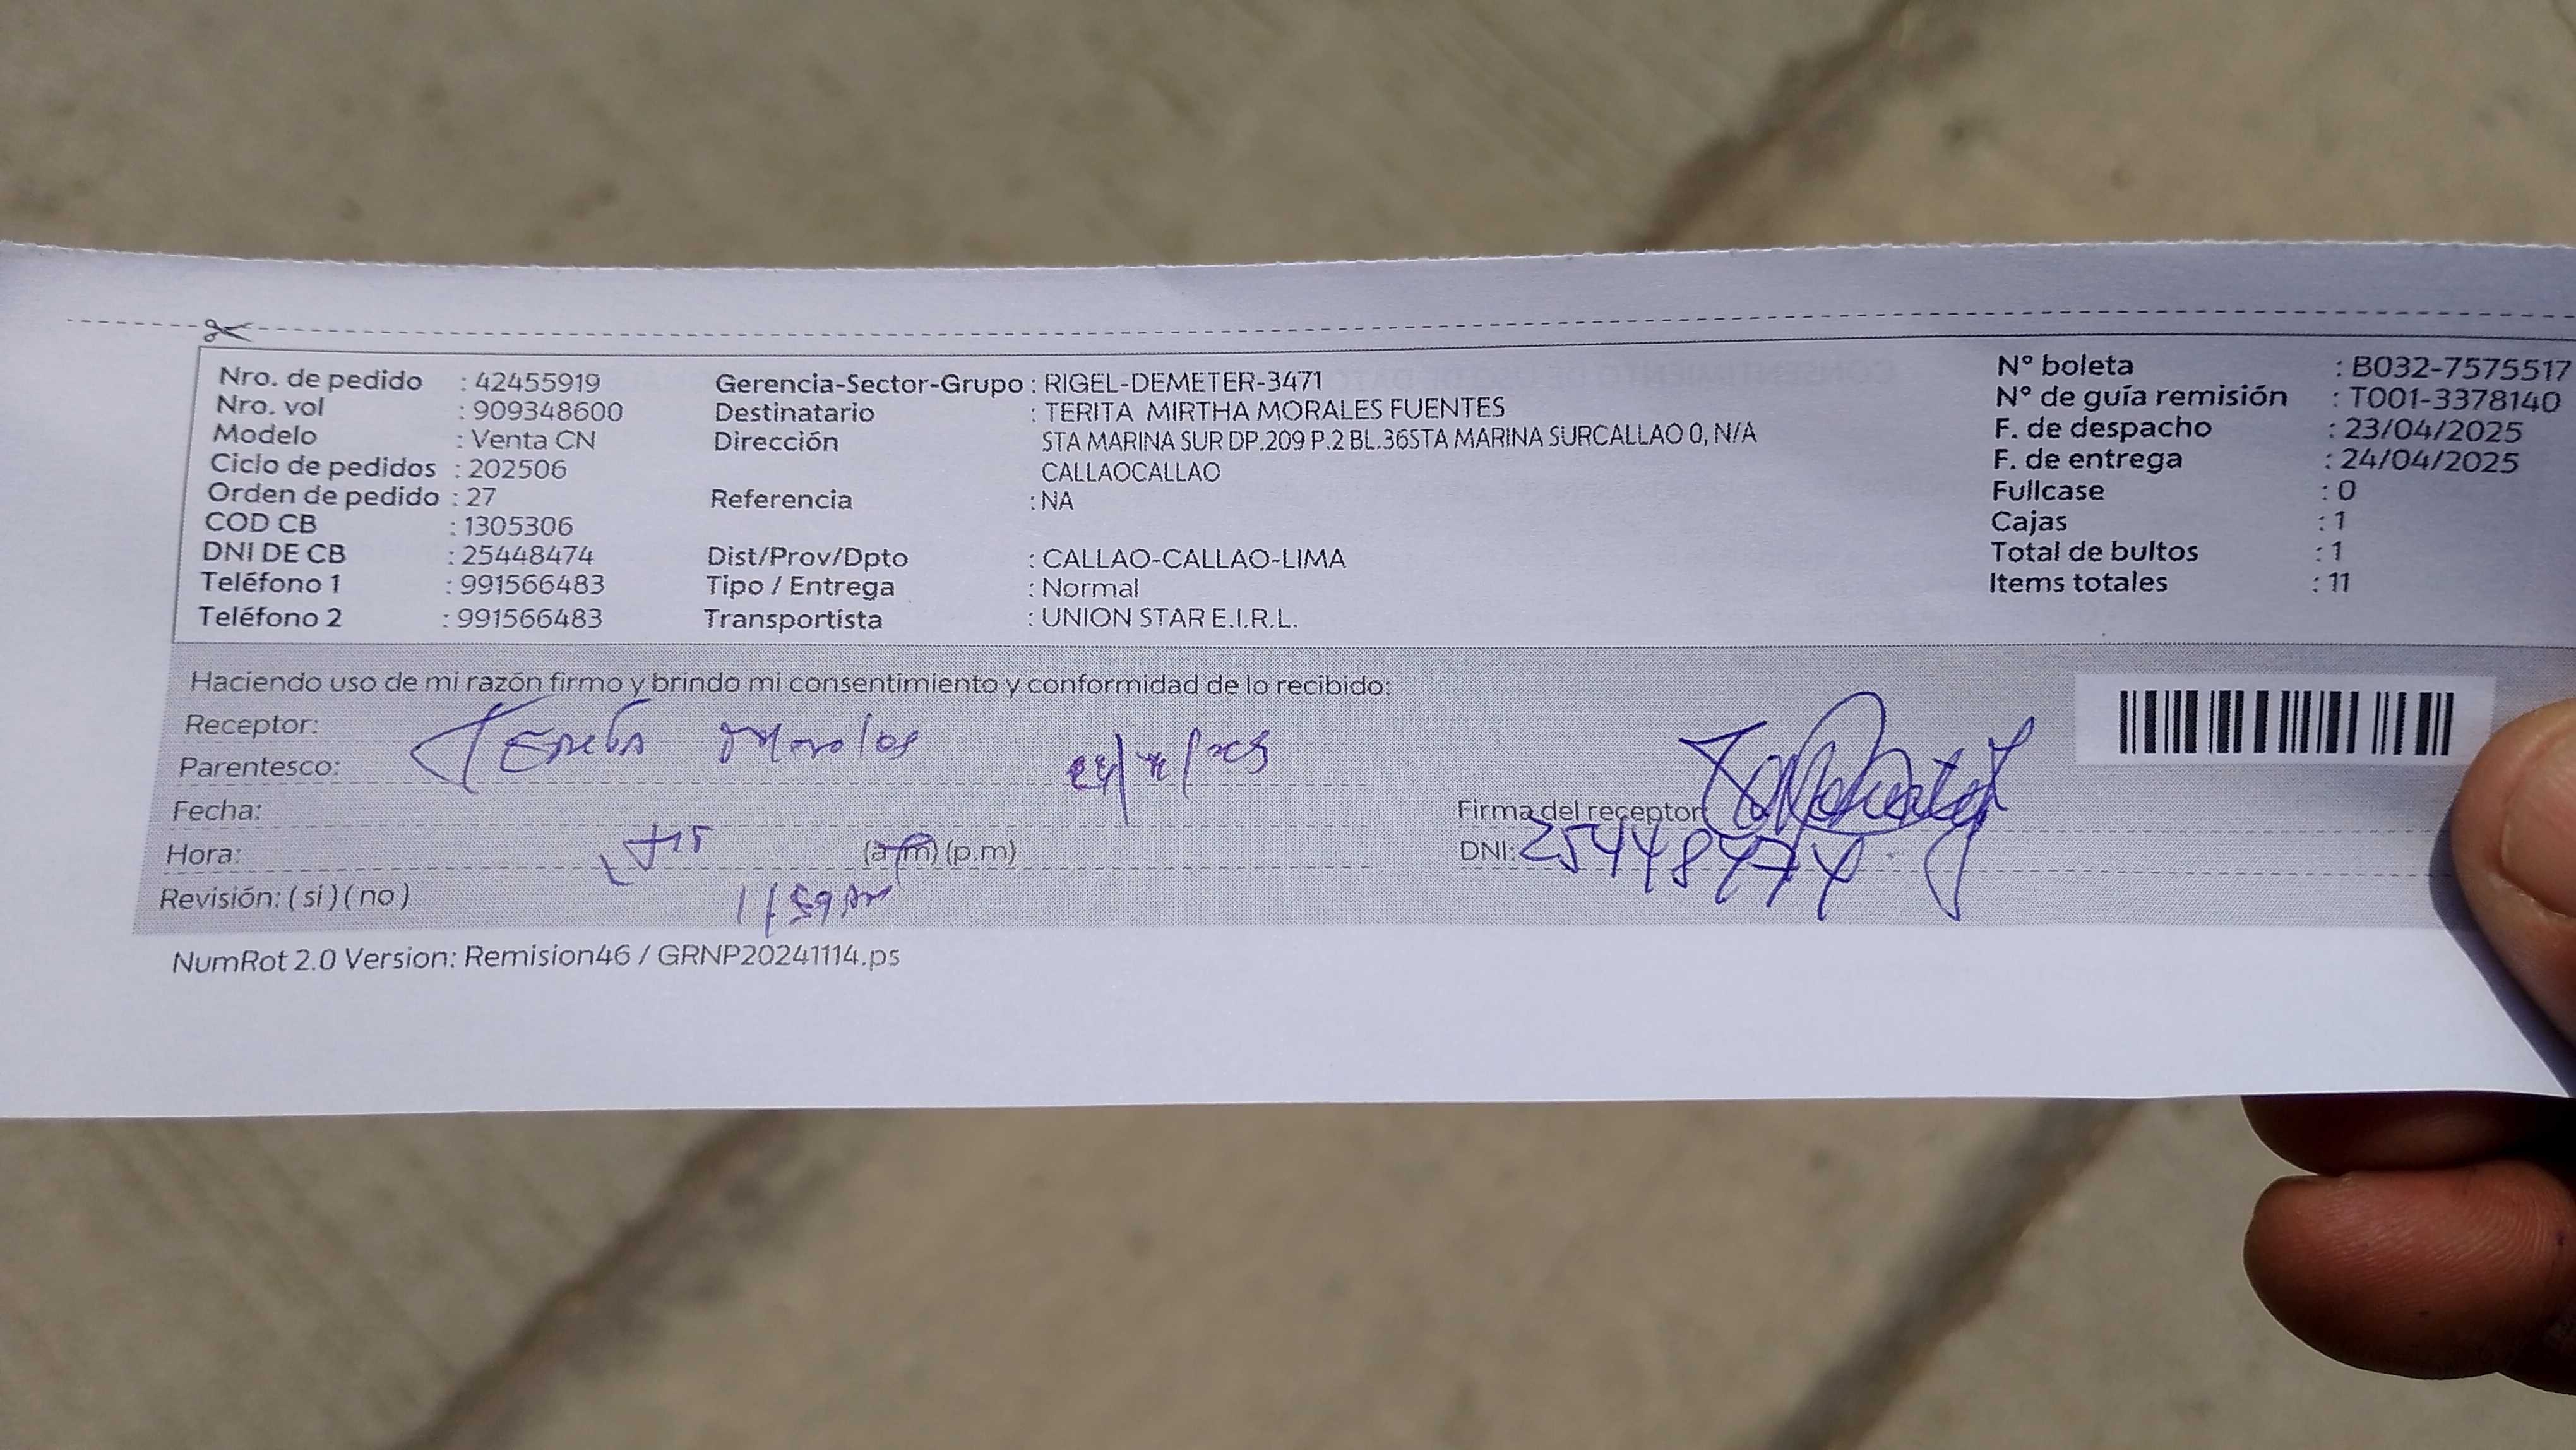 Nro. de pedido : 42455919
Nro. vol : 909348600
Modelo : Venta CN
Ciclo de pedidos : 202506
Orden de pedido : 27
COD CB : 1305306
DNI DE CB : 25448474
Teléfono 1 : 991566483
Teléfono 2 : 991566483
Gerencia-Sector-Grupo : RIGEL-DEMETER-3471
Destinatario : TERITA MIRTHA MORALES FUENTES
Dirección STA MARINA SUR DP.209 P.2 BL.36STA MARINA SURCALLAO 0, N/A
CALLAOCALLAO
Referencia : NA
Dist/Prov/Dpto : CALLAO-CALLAO-LIMA
Tipo / Entrega : Normal
Transportista : UNION STAR E.I.R.L.
N° boleta : B032-7575517
N° de guía remisión : T001-3378140
F. de despacho : 23/04/2025
F. de entrega : 24/04/2025
Fullcase : 0
Cajas : 1
Total de bultos : 1
Items totales : 11
Haciendo uso de mi razón firmo y brindo mi consentimiento y conformidad de lo recibido:
Receptor:
Morales
Parentesco:
Fecha:
Hora: (a.m) (p.m)
Revisión: ( si ) ( no )
11:59 Am
Firma del receptor
DNI: 25448474
NumRot 2.0 Version: Remision46 / GRNP20241114.ps